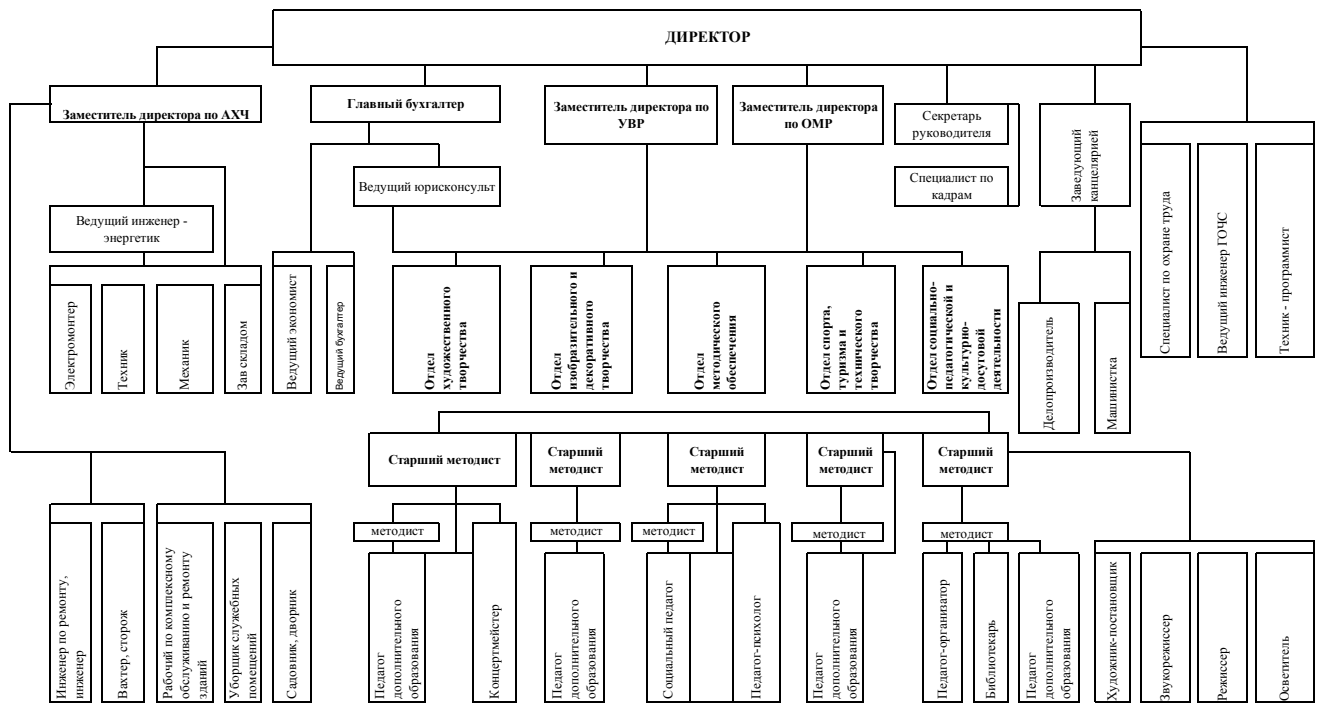 ДИРЕКТОР
Заместитель директора по АХЧ
Главный бухгалтер
Заместитель директора по
УВР
Заместитель директора
по ОМР
Секретарь
руководителя
Специалист по
кадрам
Заведующий
канцелярией
Специалист по охране труда
Ведущий инженер ГОЧС
Техник - программист
Ведущий юрисконсульт
Ведущий инженер -
энергетик
Электромонтер
Техник
Механик
Зав складом
Ведущий экономист
Ведущий бухгалтер
Отдел
художественного
творчества
Отдел
изобразительного и
декоративного
творчества
Отдел
методического
обеспечения
Отдел спорта,
туризма и
технического
творчества
Отдел социально-
педагогической и
культурно-
досуговой
деятельности
Делопроизводитель
Машинистка
Старший методист
Старший
методист
Старший
методист
Старший
методист
Старший
методист
методист
методист
методист
методист
методист
Инженер по ремонту,
инженер
Вахтер, сторож
Рабочий по комплексному
обслуживанию и ремонту
зданий
Уборщик служебных
помещений
Садовник, дворник
Педагог
дополнительного
образования
Концертмейстер
Педагог
дополнительного
образования
Социальный педагог
Педагог-психолог
Педагог
дополнительного
образования
Педагог-организатор
Библиотекарь
Педагог
дополнительного
образования
Художник-постановщик
Звукорежиссер
Режиссер
Осветитель